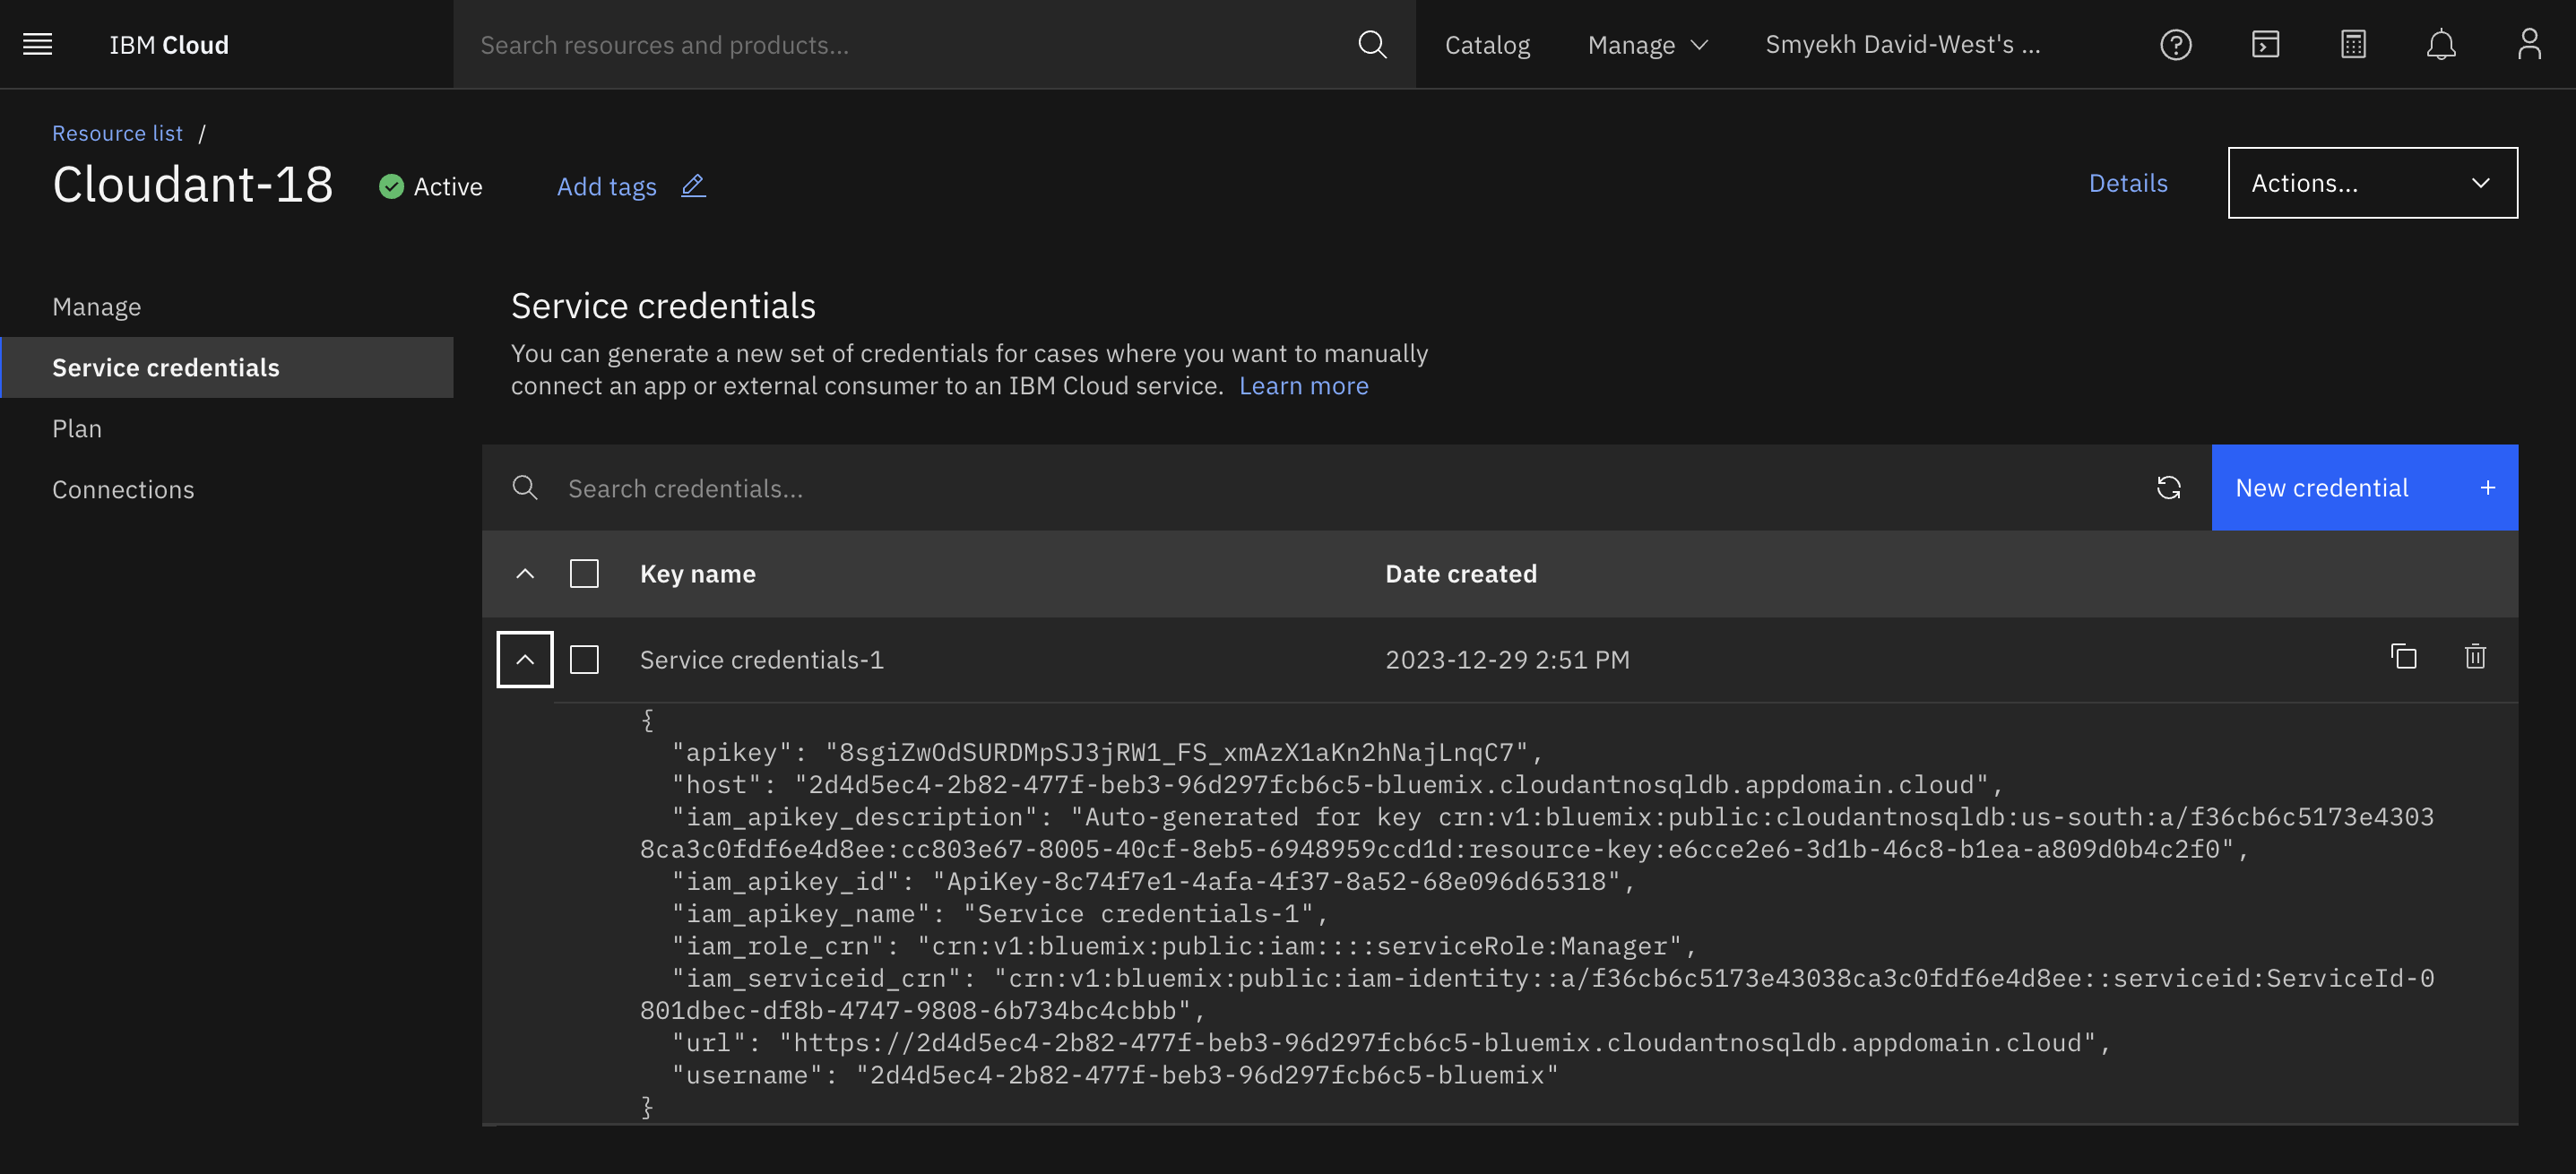 IBM Cloud
Search resources and products...
Catalog
Manage
Smyekh David-West's ...
Resource list /
Cloudant-18
Active
Add tags
Details
Actions...
Manage
Service credentials
Plan
Connections
Service credentials
You can generate a new set of credentials for cases where you want to manually
connect an app or external consumer to an IBM Cloud service. Learn more
Search credentials...
New credential +
Key name
Date created
Service credentials-1
2023-12-29 2:51 PM
{
"apikey": "8sgiZwOdSURDMpSJ3jRW1_FS_xmAzX1aKn2hNajLnqC7",
"host": "2d4d5ec4-2b82-477f-beb3-96d297fcb6c5-bluemix.cloudantnosqldb.appdomain.cloud",
"iam_apikey_description": "Auto-generated for key crn:v1:bluemix:public:cloudantnosqldb:us-south:a/f36cb6c5173e4303
8ca3c0fdf6e4d8ee:cc803e67-8005-40cf-8eb5-6948959ccd1d:resource-key:e6cce2e6-3d1b-46c8-b1ea-a809d0b4c2f0",
"iam_apikey_id": "ApiKey-8c74f7e1-4afa-4f37-8a52-68e096d65318",
"iam_apikey_name": "Service credentials-1",
"iam_role_crn": "crn:v1:bluemix:public:iam::::serviceRole:Manager",
"iam_serviceid_crn": "crn:v1:bluemix:public:iam-identity::a/f36cb6c5173e43038ca3c0fdf6e4d8ee::serviceid:ServiceId-0
801dbec-df8b-4747-9808-6b734bc4cbbb",
"url": "https://2d4d5ec4-2b82-477f-beb3-96d297fcb6c5-bluemix.cloudantnosqldb.appdomain.cloud",
"username": "2d4d5ec4-2b82-477f-beb3-96d297fcb6c5-bluemix"
}